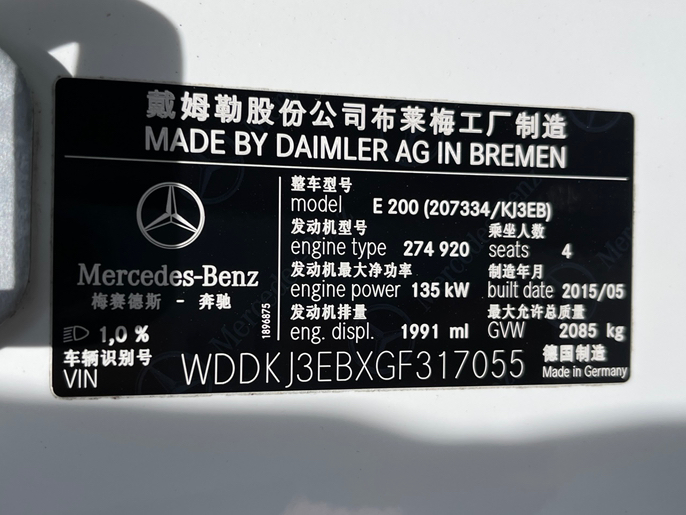 戴姆勒股份公司布莱梅工厂制造
MADE BY DAIMLER AG IN BREMEN
整车型号
model E 200 (207334/KJ3EB)
发动机型号 乘坐人数
engine type 274 920 seats 4
发动机最大净功率 制造年月
engine power 135 kW built date 2015/05
发动机排量 最大允许总质量
eng. displ. 1991 ml GVW 2085 kg
Mercedes-Benz
梅赛德斯 - 奔驰
1,0 %
1896875
车辆识别号
VIN WDDKJ3EBXGF317055
德国制造
Made in Germany